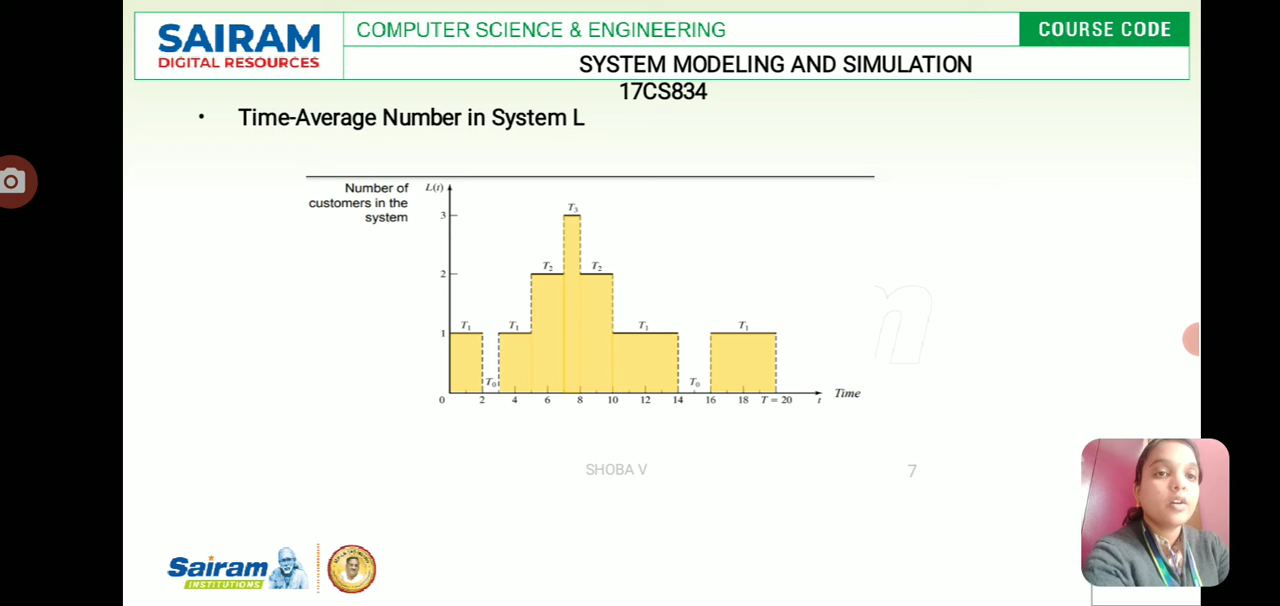 SAIRAM
DIGITAL RESOURCES
COMPUTER SCIENCE & ENGINEERING
COURSE CODE
SYSTEM MODELING AND SIMULATION
17CS834
• Time-Average Number in System L
Number of
customers in the
system
L(t)
3
2
1
0
T3
T2
T2
T1
T1
T1
T1
T0
T0
2 4 6 8 10 12 14 16 18 T = 20
t
Time
SHOBA V
7
Sairam
INSTITUTIONS